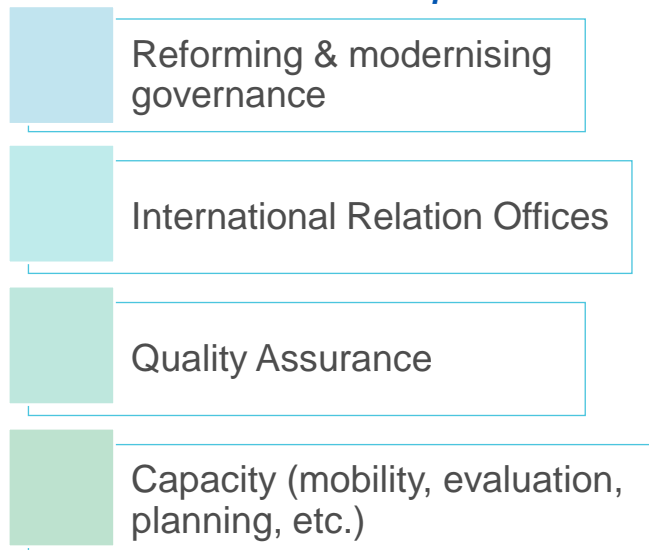 Reforming & modernising
governance
International Relation Offices
Quality Assurance
Capacity (mobility, evaluation,
planning, etc.)